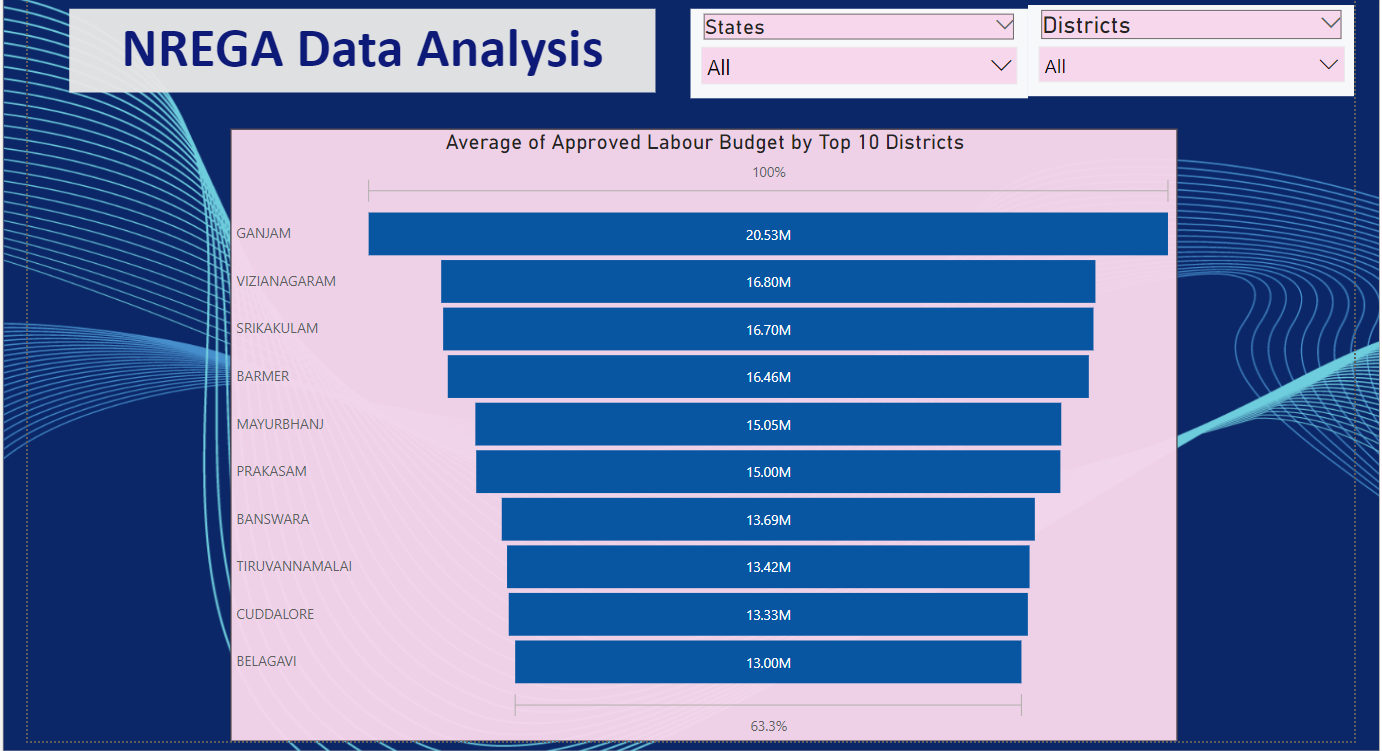 NREGA Data Analysis
States
All
Districts
All
Average of Approved Labour Budget by Top 10 Districts
100%
GANJAM 20.53M
VIZIANAGARAM 16.80M
SRIKAKULAM 16.70M
BARMER 16.46M
MAYURBHANJ 15.05M
PRAKASAM 15.00M
BANSWARA 13.69M
TIRUVANNAMALAI 13.42M
CUDDALORE 13.33M
BELAGAVI 13.00M
63.3%